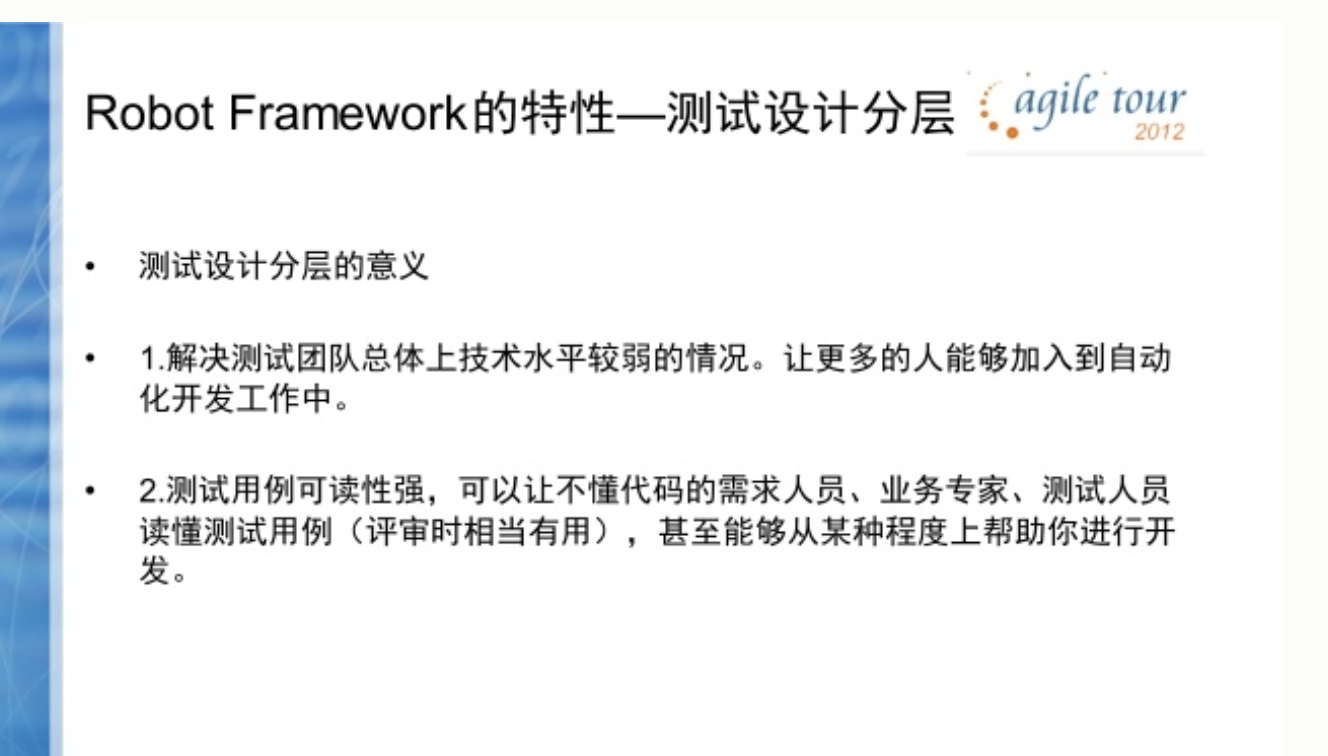 Robot Framework的特性—测试设计分层
agile tour
2012
• 测试设计分层的意义
• 1.解决测试团队总体上技术水平较弱的情况。让更多的人能够加入到自动
化开发工作中。
• 2.测试用例可读性强，可以让不懂代码的需求人员、业务专家、测试人员
读懂测试用例（评审时相当有用），甚至能够从某种程度上帮助你进行开
发。